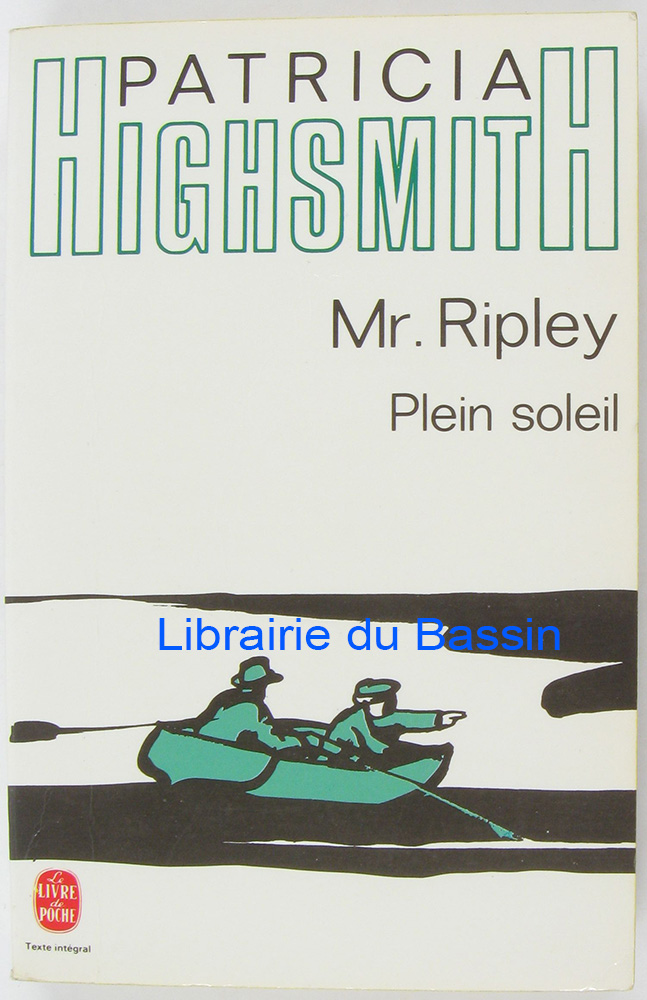 PATRICIA
HIGHSMITH
Mr. Ripley
Plein soleil
Librairie du Bassin
Le
LIVRE
de
POCHE
Texte intégral